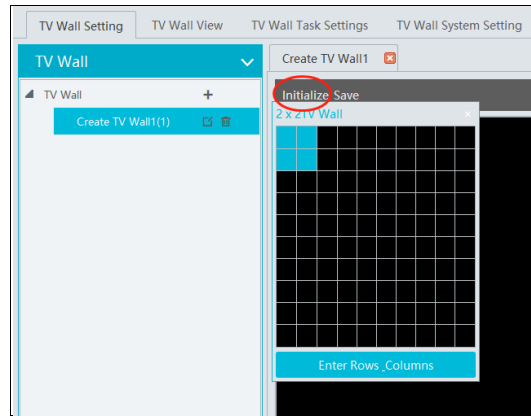 TV Wall Setting TV Wall View TV Wall Task Settings TV Wall System Setting
TV Wall
Create TV Wall1
TV Wall
Initialize Save
Create TV Wall1(1)
2 x 2TV Wall
Enter Rows ,Columns